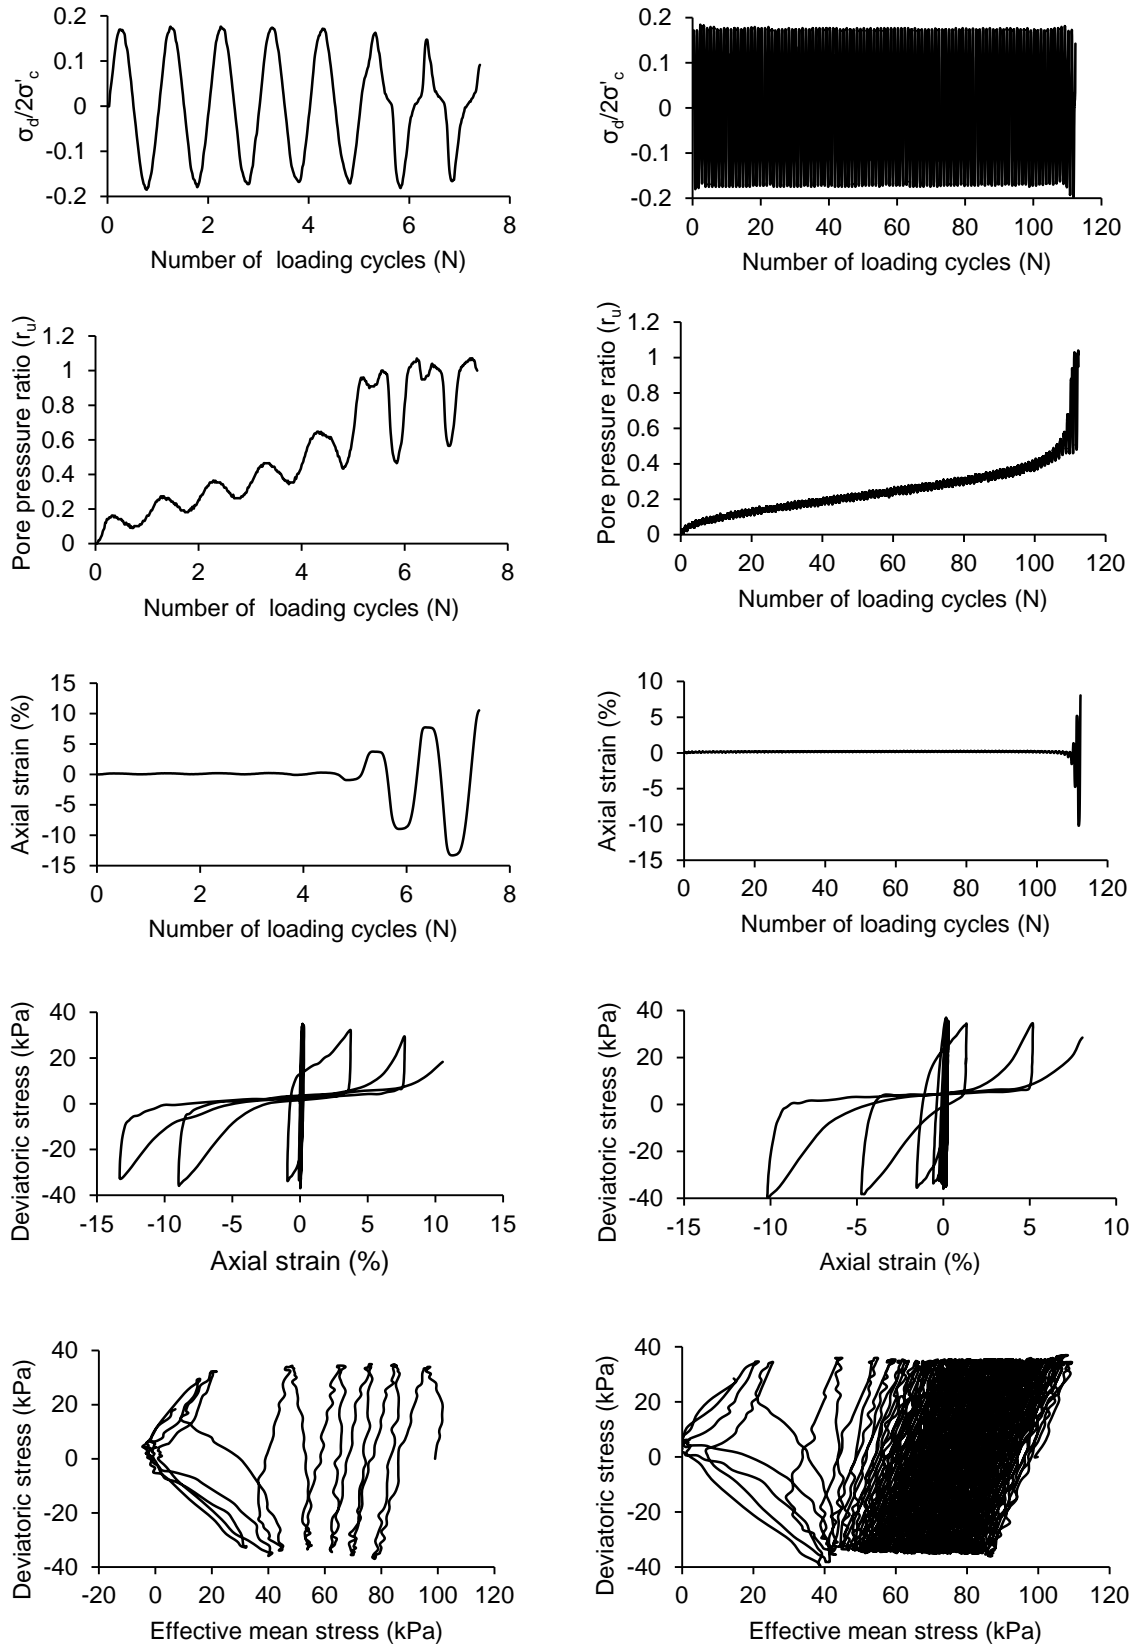 0.2
0.1
0
-0.1
-0.2
σd/2σ'c
0 2 4 6 8
Number of loading cycles (N)
0.2
0.1
0
-0.1
-0.2
σd/2σ'c
0 20 40 60 80 100 120
Number of loading cycles (N)
1.2
1
0.8
0.6
0.4
0.2
0
Pore presssure ratio (ru)
0 2 4 6 8
Number of loading cycles (N)
1.2
1
0.8
0.6
0.4
0.2
0
Pore pressure ratio (ru)
0 20 40 60 80 100 120
Number of loading cycles (N)
15
10
5
0
-5
-10
-15
Axial strain (%)
0 2 4 6 8
Number of loading cycles (N)
10
5
0
-5
-10
-15
Axial strain (%)
0 20 40 60 80 100 120
Number of loading cycles (N)
40
20
0
-20
-40
Deviatoric stress (kPa)
-15 -10 -5 0 5 10 15
Axial strain (%)
40
20
0
-20
-40
Deviatoric stress (kPa)
-15 -10 -5 0 5 10
Axial strain (%)
40
20
0
-20
-40
Deviatoric stress (kPa)
-20 0 20 40 60 80 100 120
Effective mean stress (kPa)
40
20
0
-20
-40
Deviatoric stress (kPa)
0 20 40 60 80 100 120
Effective mean stress (kPa)